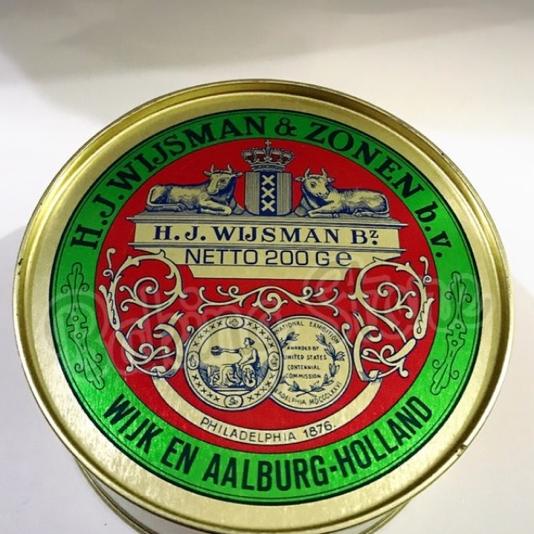 H.J. WIJSMAN & ZONEN b.v.
H.J. WIJSMAN Bz.
NETTO 200 G e
NATIONAL EXHIBITION
AWARDED BY
UNITED STATES
CENTENNIAL
COMMISSION
PHILADELPHIA 1876.
WIJK EN AALBURG-HOLLAND